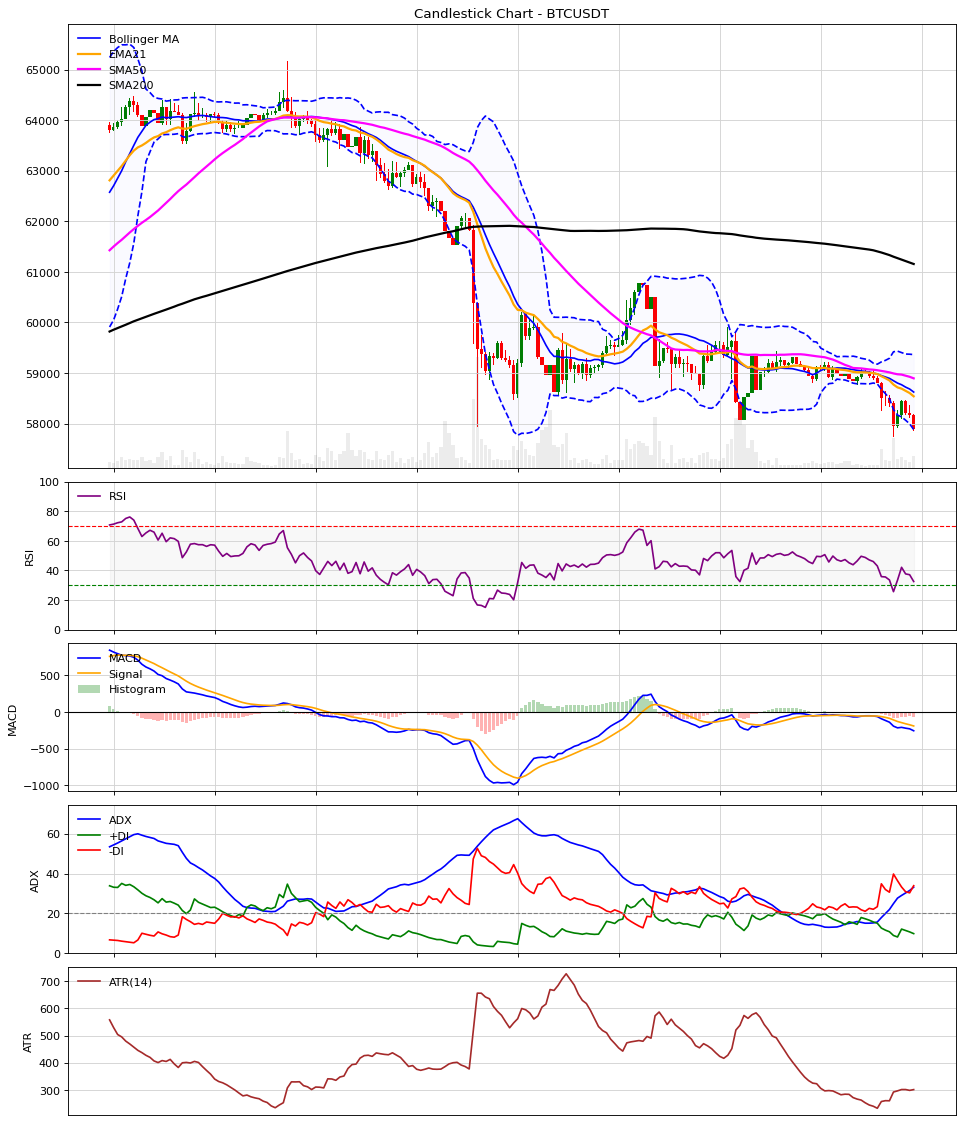 Candlestick Chart - BTCUSDT
Bollinger MA
EMA21
SMA50
SMA200
65000
64000
63000
62000
61000
60000
59000
58000
RSI
100
80
60
40
20
0
RSI
MACD
Signal
Histogram
500
0
−500
−1000
MACD
ADX
+DI
-DI
60
40
20
0
ADX
ATR(14)
700
600
500
400
300
ATR